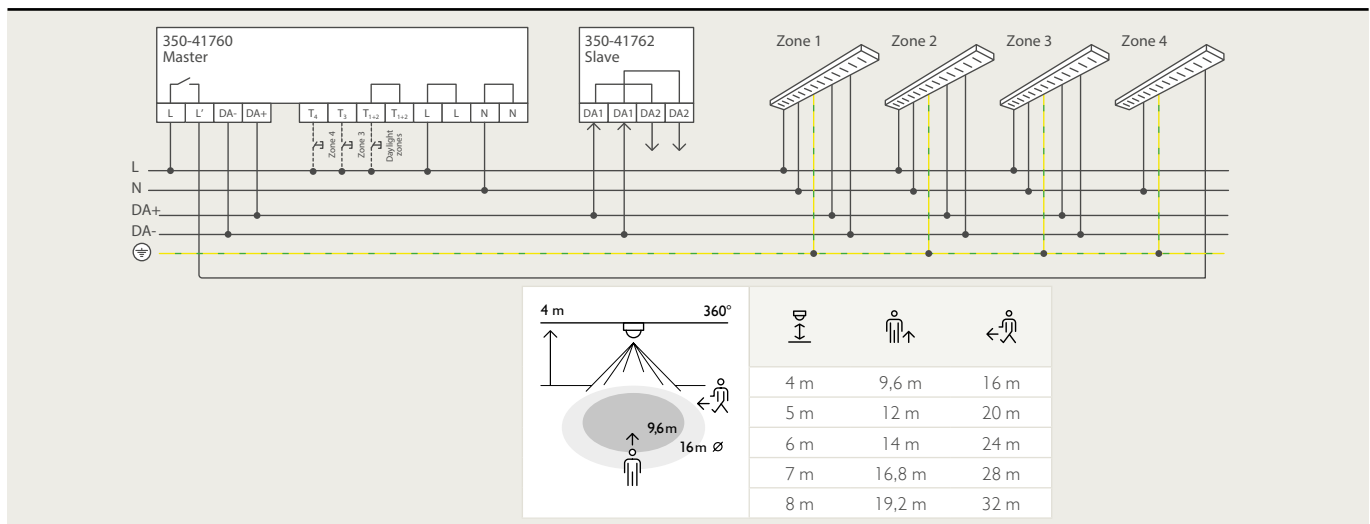 350-41760
Master
L L' DA- DA+ T4 T3 T1+2 T1+2 L L N N
Zone 4
Zone 3
Daylight
zones
350-41762
Slave
DA1 DA1 DA2 DA2
Zone 1 Zone 2 Zone 3 Zone 4
L
N
DA+
DA-
4 m 360°
9,6m
16m ⌀
4 m 9,6 m 16 m
5 m 12 m 20 m
6 m 14 m 24 m
7 m 16,8 m 28 m
8 m 19,2 m 32 m